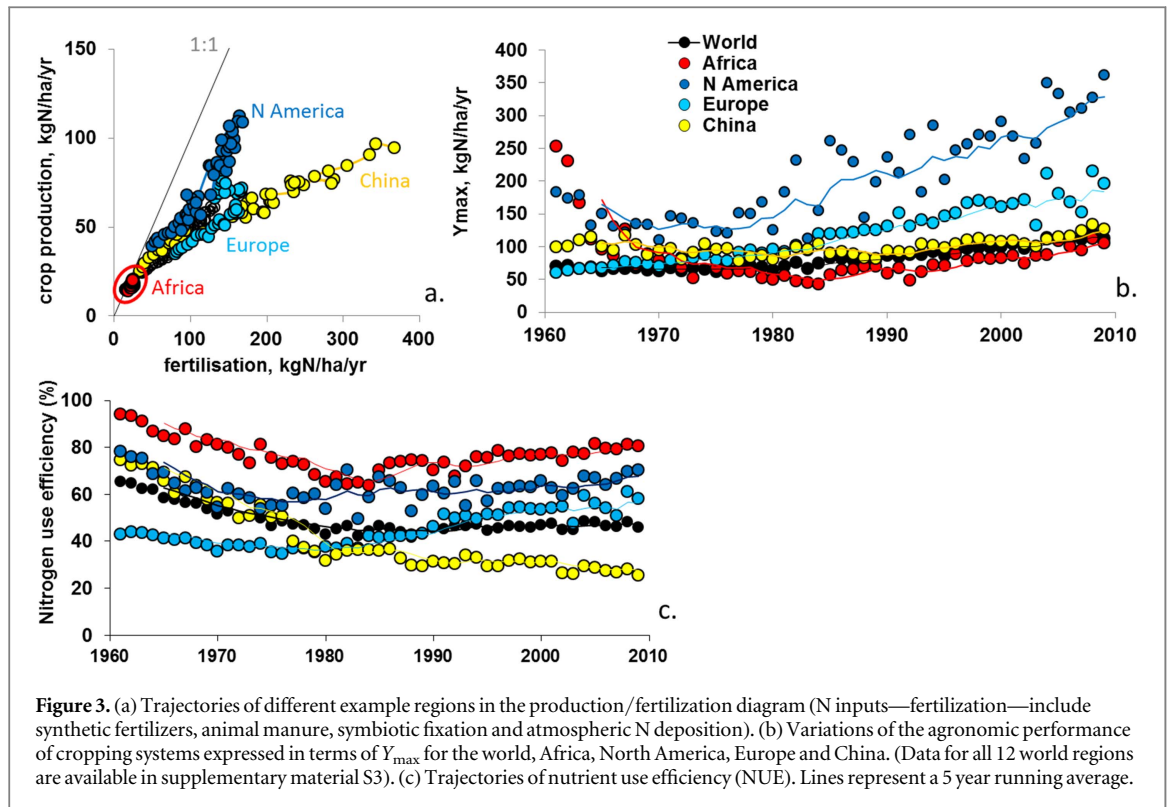 150
100
50
0
crop production, kgN/ha/yr
1:1
N America
China
Europe
Africa
a.
0 100 200 300 400
fertilisation, kgN/ha/yr
400
350
300
250
200
150
100
50
0
Ymax, kgN/ha/yr
World
Africa
N America
Europe
China
b.
1960 1970 1980 1990 2000 2010
100
80
60
40
20
0
Nitrogen use efficiency (%)
c.
1960 1970 1980 1990 2000 2010
Figure 3. (a) Trajectories of different example regions in the production/fertilization diagram (N inputs—fertilization—include
synthetic fertilizers, animal manure, symbiotic fixation and atmospheric N deposition). (b) Variations of the agronomic performance
of cropping systems expressed in terms of Ymax for the world, Africa, North America, Europe and China. (Data for all 12 world regions
are available in supplementary material S3). (c) Trajectories of nutrient use efficiency (NUE). Lines represent a 5 year running average.